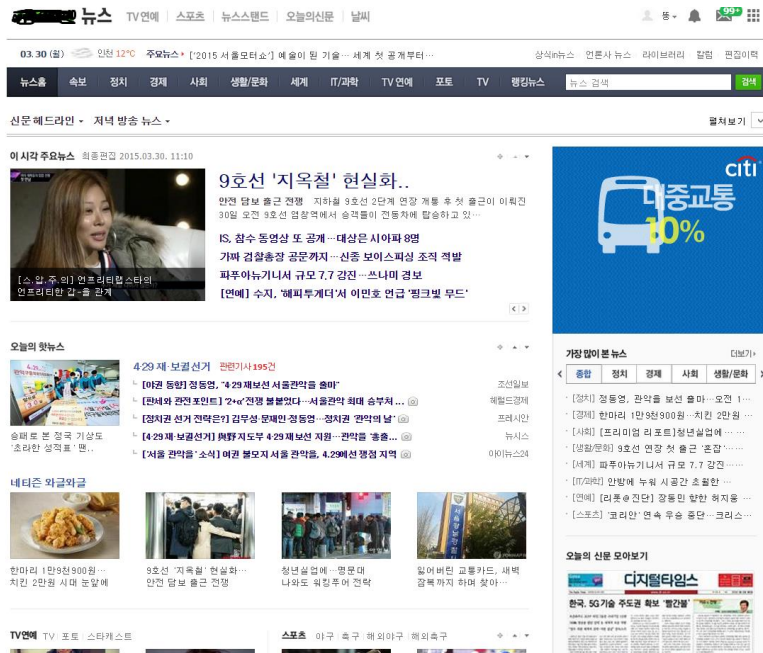 뉴스 TV연예 스포츠 뉴스스탠드 오늘의신문 날씨
똥 99+
03.30 (월) 인천 12°C 주요뉴스 ['2015 서울모터쇼'] 예술이 된 기술… 세계 첫 공개부터… 상식in뉴스 언론사 뉴스 라이브러리 칼럼 편집이력
뉴스홈 속보 정치 경제 사회 생활/문화 세계 IT/과학 TV 연예 포토 TV 랭킹뉴스 뉴스 검색 검색
신문 헤드라인 저녁 방송 뉴스 펼쳐보기
이 시각 주요뉴스 최종편집 2015.03.30. 11:10
[스.압.주.의] 언프리티랩스타의
언프리티한 갑-을 관계
9호선 '지옥철' 현실화..
안전 담보 출근 전쟁 지하철 9호선 2단계 연장 개통 후 첫 출근이 이뤄진
30일 오전 9호선 염창역에서 승객들이 전동차에 탑승하고 있…
IS, 참수 동영상 또 공개…대상은 시아파 8명
가짜 검찰총장 공문까지…신종 보이스피싱 조직 적발
파푸아뉴기니서 규모 7.7 강진…쓰나미 경보
[연예] 수지, '해피투게더'서 이민호 언급 '핑크빛 무드'
citi
대중교통
10%
오늘의 핫뉴스
승패로 본 정국 기상도
'초라한 성적표' 땐..
4·29 재·보궐선거 관련기사 195건
[야권 동향] 정동영, "4·29 재보선 서울관악을 출마" 조선일보
[판세와 관전포인트] '2+α'전쟁 불붙었다…서울관악 최대 승부처 ... 헤럴드경제
[정치권 선거 전략은?] 김무성·문재인·정동영…정치권 '관악의 날' 프레시안
[4·29 재·보궐선거] 與野 지도부 4·29 재보선 지원…관악을 '총출... 뉴시스
['서울 관악을' 소식] 여권 불모지 서울 관악을, 4.29에선 쟁점 지역 아이뉴스24
가장 많이 본 뉴스 더보기
종합 정치 경제 사회 생활/문화
[정치] 정동영, 관악을 보선 출마…오전 1…
[경제] 한마리 1만9천900원…치킨 2만원 …
[사회] [프리미엄 리포트]청년실업에… …
[생활/문화] 9호선 연장 첫 출근 '혼잡'……
[세계] 파푸아뉴기니서 규모 7.7 강진……
[IT/과학] 안방에 누워 시공간 초월한 …
[연예] [리폿@진단] 장동민 향한 허지웅 …
[스포츠] '코리안' 연속 우승 중단…크리스…
네티즌 와글와글
한마리 1만9천900원…
치킨 2만원 시대 눈앞에
9호선 '지옥철' 현실화…
안전 담보 출근 전쟁
청년실업에…명문대
나와도 워킹푸어 전락
잃어버린 교통카드, 새벽
잠복까지 하며 찾아…
오늘의 신문 모아보기
디지털타임스
한국, 5G기술 주도권 확보 '빨간불'
TV연예 TV 포토 스타캐스트
스포츠 야구 축구 해외야구 해외축구